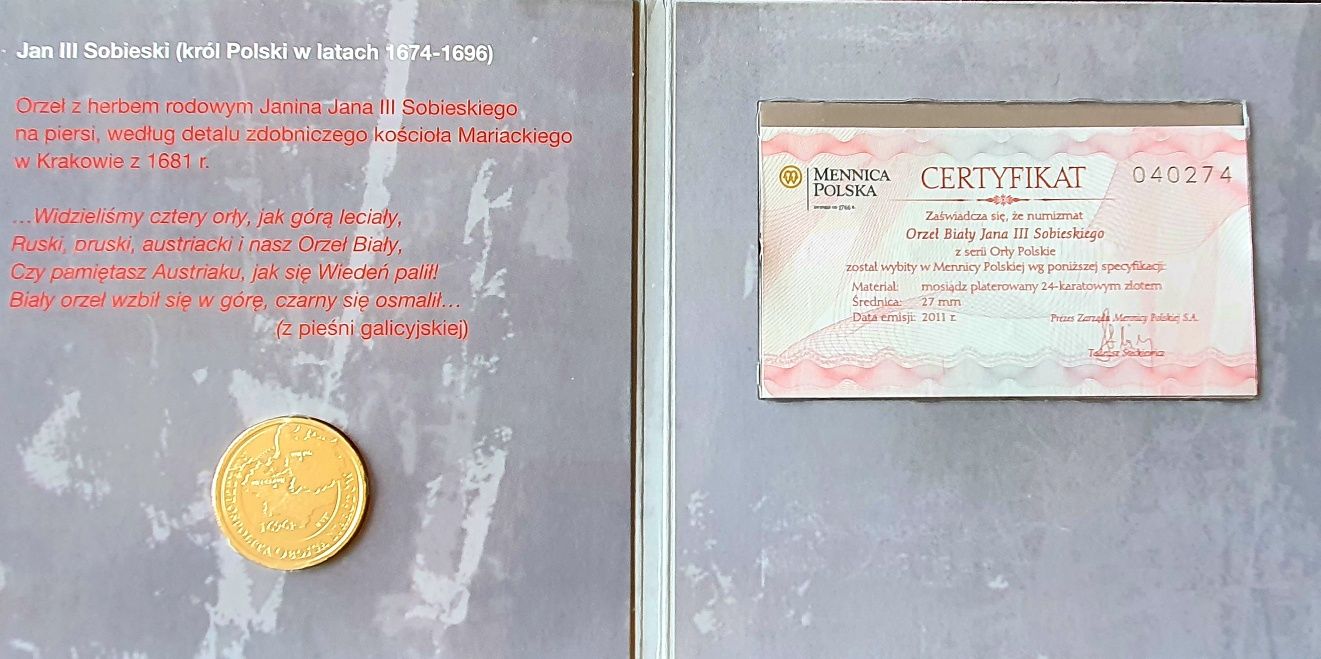 Jan III Sobieski (król Polski w latach 1674-1696)
Orzeł z herbem rodowym Janina Jana III Sobieskiego
na piersi, według detalu zdobniczego kościoła Mariackiego
w Krakowie z 1681 r.
...Widzieliśmy cztery orły, jak górą leciały,
Ruski, pruski, austriacki i nasz Orzeł Biały,
Czy pamiętasz Austriaku, jak się Wiedeń palił!
Biały orzeł wzbił się w górę, czarny się osmalił...
(z pieśni galicyjskiej)
MENNICA
POLSKA
1766 r.
CERTYFIKAT
040274
Zaświadcza się, że numizmat
Orzeł Biały Jana III Sobieskiego
z serii Orły Polskie
został wybity w Mennicy Polskiej wg poniższej specyfikacji:
Materiał: mosiądz platerowany 24-karatowym złotem
Średnica: 27 mm
Data emisji: 2011 r.
Prezes Zarządu Mennicy Polskiej S.A.
Tadeusz Steckiewicz